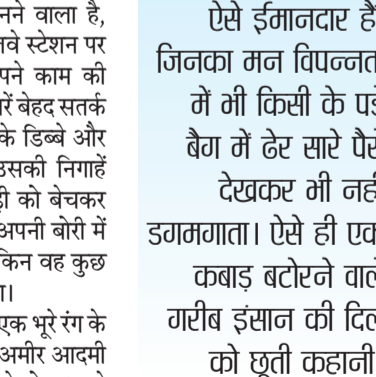 नने वाला है,
लवे स्टेशन पर
पने काम की
रें बेहद सतर्क
के डिब्बे और
उसकी निगाहें
ी को बेचकर
अपनी बोरी में
किन वह कुछ
ा।
एक भूरे रंग के
अमीर आदमी
ऐसे ईमानदार हैं
जिनका मन विपन्नत
में भी किसी के पड़े
बैग में ढेर सारे पैसे
देखकर भी नहीं
डगमगाता। ऐसे ही एक
कबाड़ बटोरने वाले
गरीब इंसान की दिल
को छूती कहानी